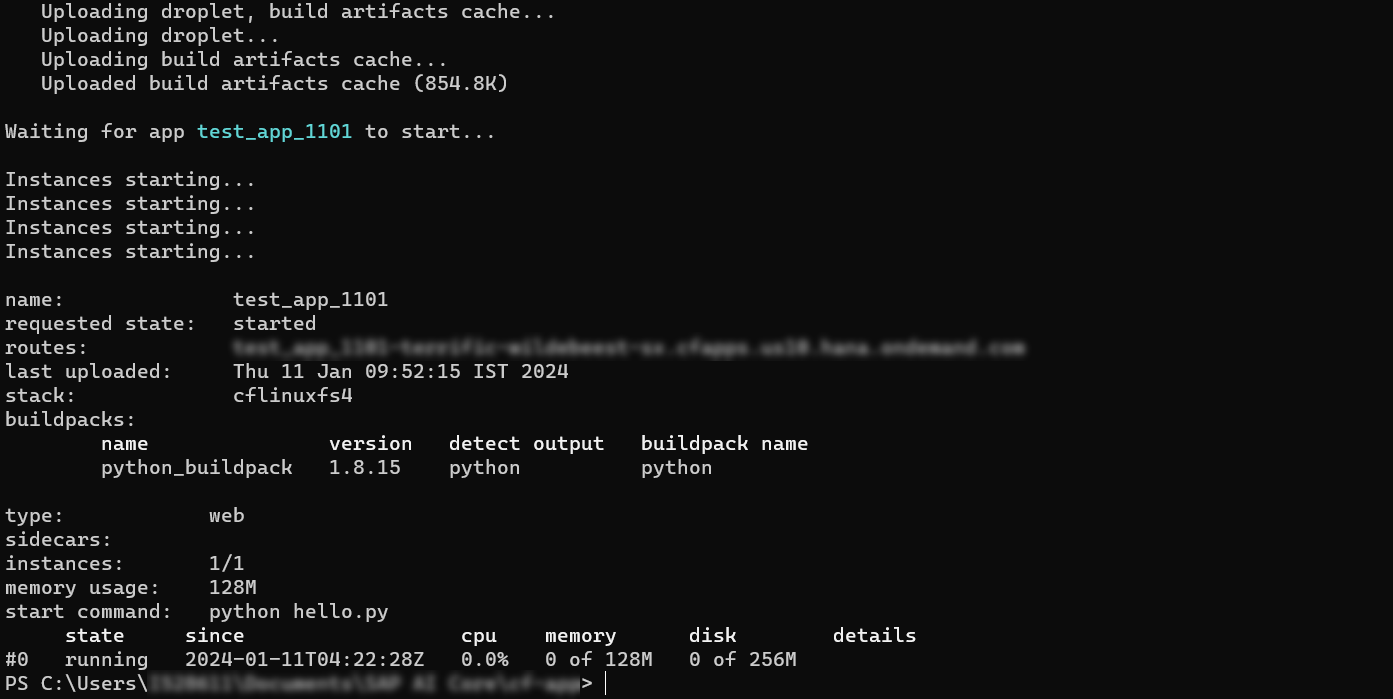 Uploading droplet, build artifacts cache...
Uploading droplet...
Uploading build artifacts cache...
Uploaded build artifacts cache (854.8K)
Waiting for app test_app_1101 to start...
Instances starting...
Instances starting...
Instances starting...
Instances starting...
name: test_app_1101
requested state: started
routes:
last uploaded: Thu 11 Jan 09:52:15 IST 2024
stack: cflinuxfs4
buildpacks:
name version detect output buildpack name
python_buildpack 1.8.15 python python
type: web
sidecars:
instances: 1/1
memory usage: 128M
start command: python hello.py
state since cpu memory disk details
#0 running 2024-01-11T04:22:28Z 0.0% 0 of 128M 0 of 256M
PS C:\Users\ >